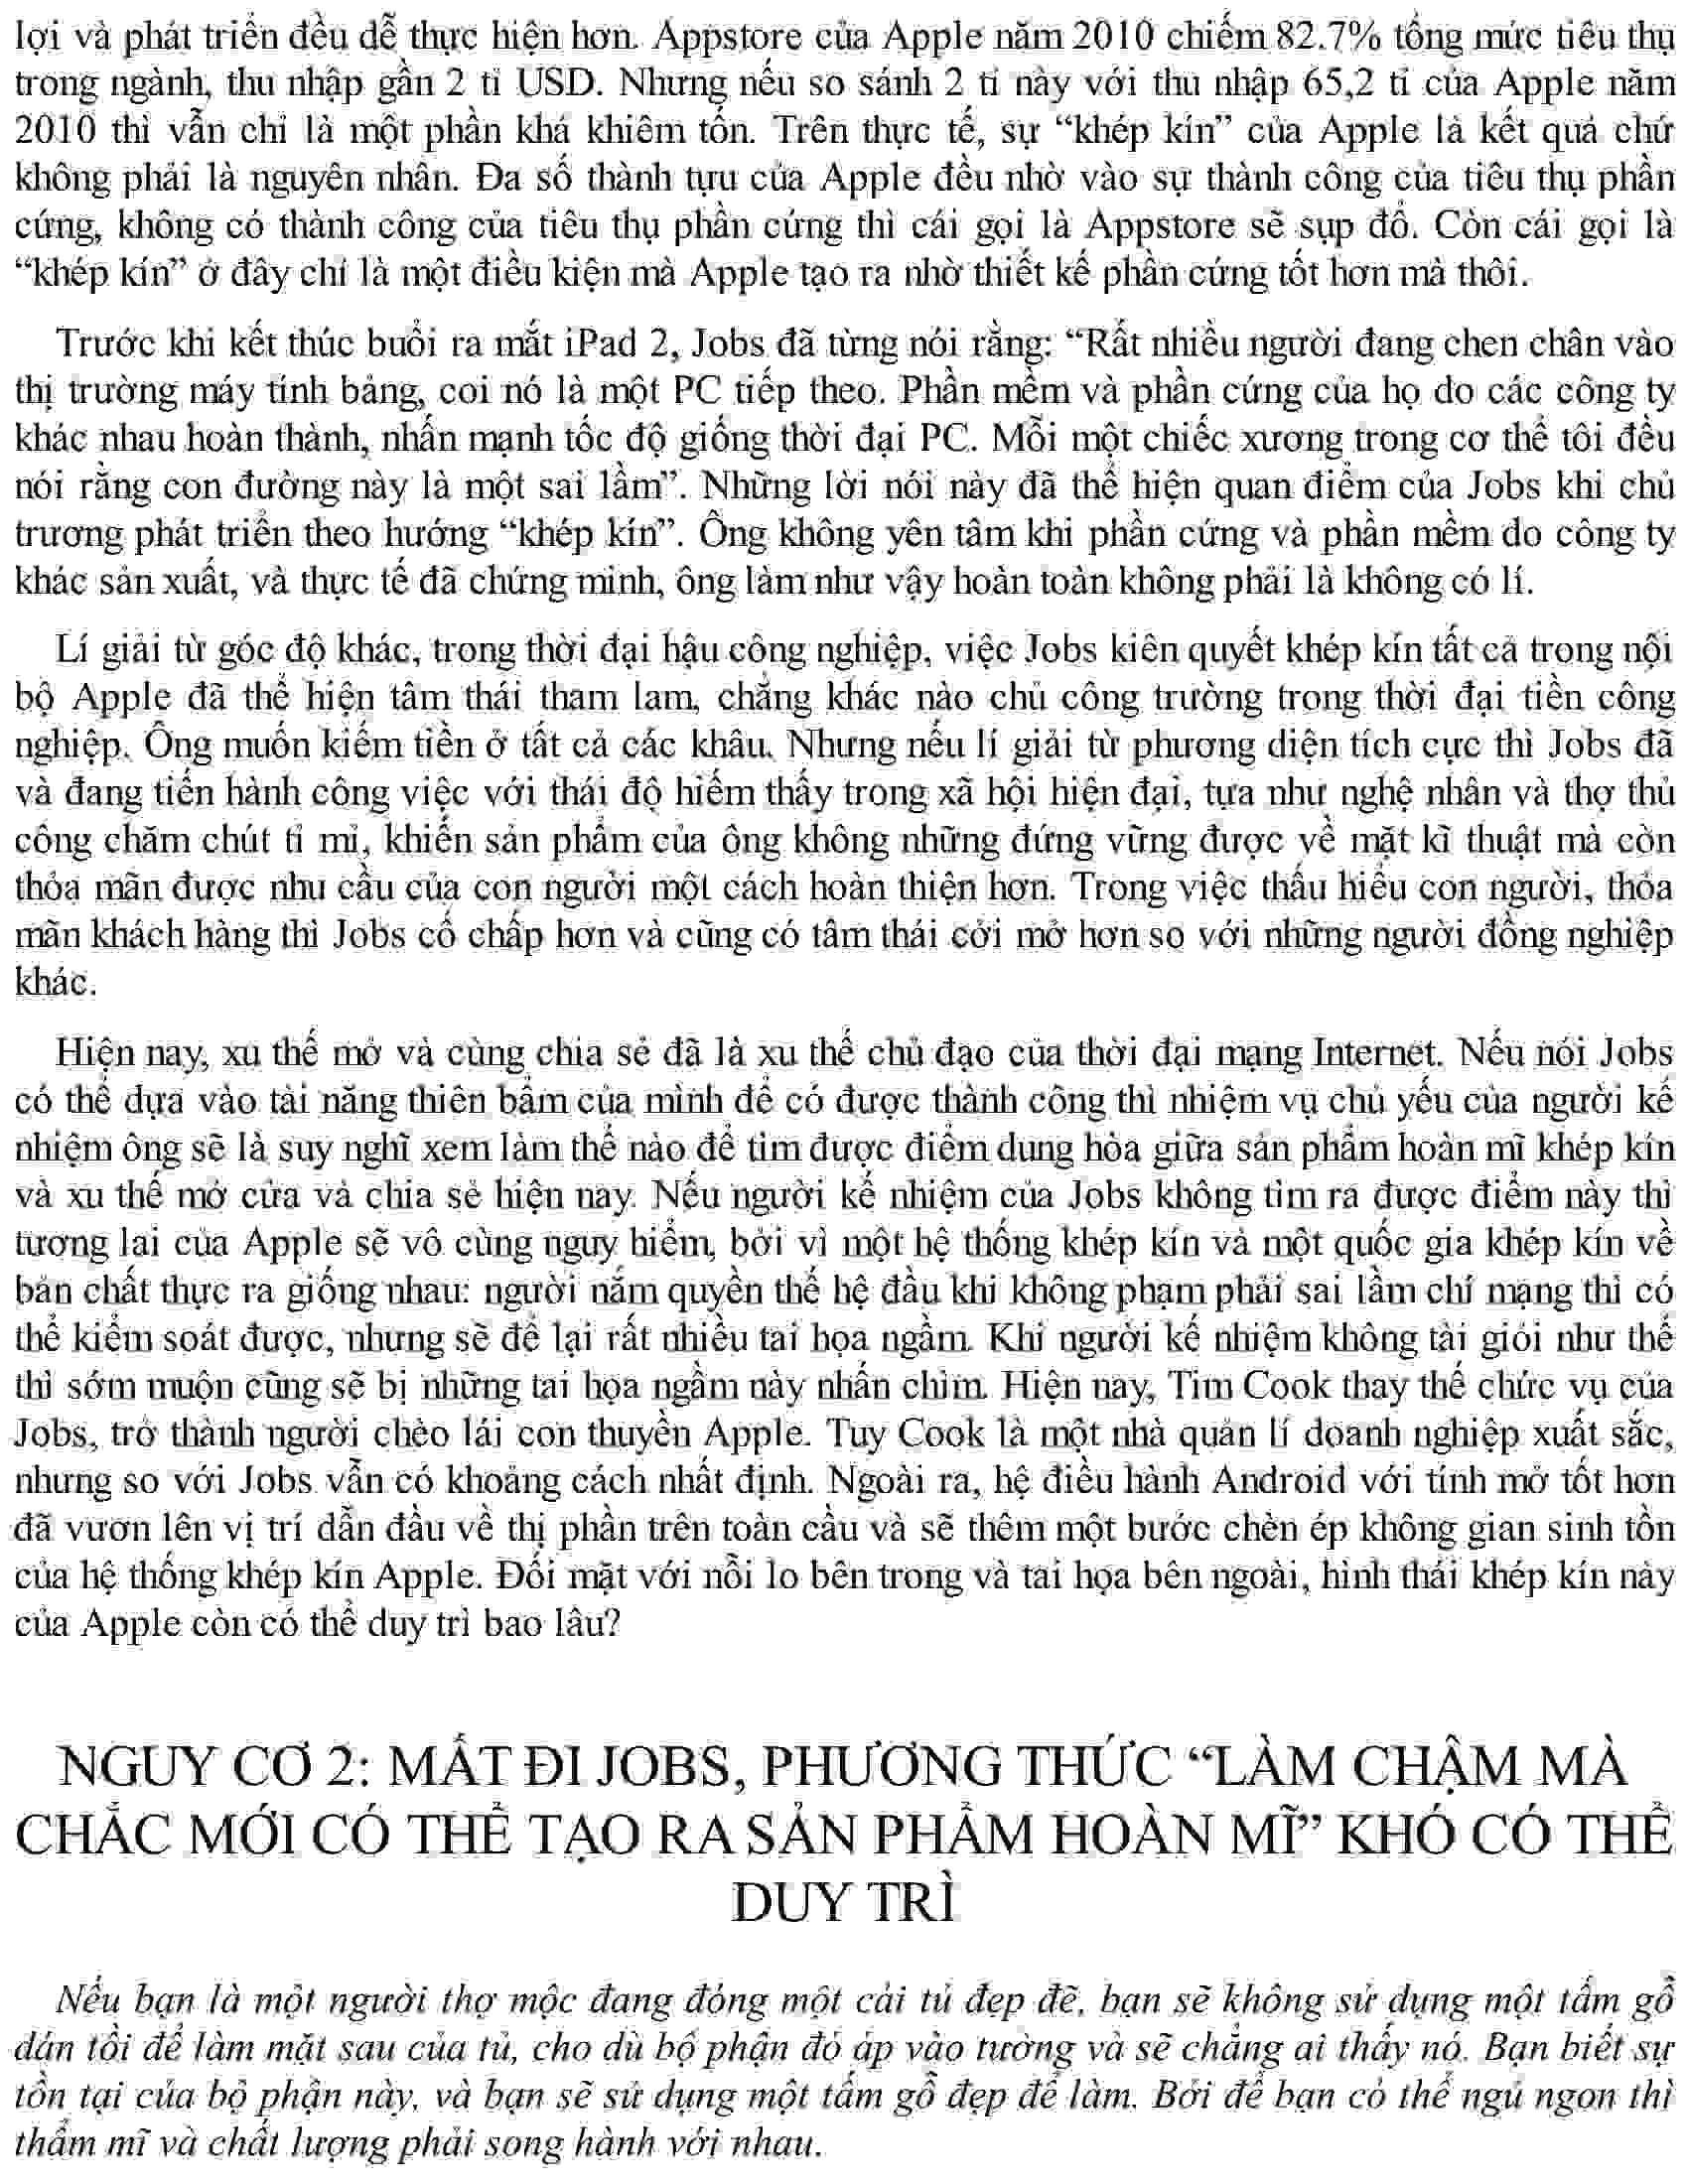 lợi và phát triển đều dễ thực hiện hơn. Appstore của Apple năm 2010 chiếm 82.7% tổng mức tiêu thụ
trong ngành, thu nhập gần 2 tỉ USD. Nhưng nếu so sánh 2 tỉ này với thu nhập 65,2 tỉ của Apple năm
2010 thì vẫn chỉ là một phần khá khiêm tốn. Trên thực tế, sự “khép kín” của Apple là kết quả chứ
không phải là nguyên nhân. Đa số thành tựu của Apple đều nhờ vào sự thành công của tiêu thụ phần
cứng, không có thành công của tiêu thụ phần cứng thì cái gọi là Appstore sẽ sụp đổ. Còn cái gọi là
“khép kín” ở đây chỉ là một điều kiện mà Apple tạo ra nhờ thiết kế phần cứng tốt hơn mà thôi.
Trước khi kết thúc buổi ra mắt iPad 2, Jobs đã từng nói rằng: “Rất nhiều người đang chen chân vào
thị trường máy tính bảng, coi nó là một PC tiếp theo. Phần mềm và phần cứng của họ do các công ty
khác nhau hoàn thành, nhấn mạnh tốc độ giống thời đại PC. Mỗi một chiếc xương trong cơ thể tôi đều
nói rằng con đường này là một sai lầm”. Những lời nói này đã thể hiện quan điểm của Jobs khi chủ
trương phát triển theo hướng “khép kín”. Ông không yên tâm khi phần cứng và phần mềm do công ty
khác sản xuất, và thực tế đã chứng minh, ông làm như vậy hoàn toàn không phải là không có lí.
Lí giải từ góc độ khác, trong thời đại hậu công nghiệp, việc Jobs kiên quyết khép kín tất cả trong nội
bộ Apple đã thể hiện tâm thái tham lam, chẳng khác nào chủ công trường trong thời đại tiền công
nghiệp. Ông muốn kiếm tiền ở tất cả các khâu. Nhưng nếu lí giải từ phương diện tích cực thì Jobs đã
và đang tiến hành công việc với thái độ hiếm thấy trong xã hội hiện đại, tựa như nghệ nhân và thợ thủ
công chăm chút tỉ mỉ, khiến sản phẩm của ông không những đứng vững được về mặt kĩ thuật mà còn
thỏa mãn được nhu cầu của con người một cách hoàn thiện hơn. Trong việc thấu hiểu con người, thỏa
mãn khách hàng thì Jobs cố chấp hơn và cũng có tâm thái cởi mở hơn so với những người đồng nghiệp
khác.
Hiện nay, xu thế mở và cùng chia sẻ đã là xu thế chủ đạo của thời đại mạng Internet. Nếu nói Jobs
có thể dựa vào tài năng thiên bẩm của mình để có được thành công thì nhiệm vụ chủ yếu của người kế
nhiệm ông sẽ là suy nghĩ xem làm thế nào để tìm được điểm dung hòa giữa sản phẩm hoàn mĩ khép kín
và xu thế mở cửa và chia sẻ hiện nay. Nếu người kế nhiệm của Jobs không tìm ra được điểm này thì
tương lai của Apple sẽ vô cùng nguy hiểm, bởi vì một hệ thống khép kín và một quốc gia khép kín về
bản chất thực ra giống nhau: người nắm quyền thế hệ đầu khi không phạm phải sai lầm chí mạng thì có
thể kiểm soát được, nhưng sẽ để lại rất nhiều tai họa ngầm. Khi người kế nhiệm không tài giỏi như thế
thì sớm muộn cũng sẽ bị những tai họa ngầm này nhấn chìm. Hiện nay, Tim Cook thay thế chức vụ của
Jobs, trở thành người chèo lái con thuyền Apple. Tuy Cook là một nhà quản lí doanh nghiệp xuất sắc,
nhưng so với Jobs vẫn có khoảng cách nhất định. Ngoài ra, hệ điều hành Android với tính mở tốt hơn
đã vươn lên vị trí dẫn đầu về thị phần trên toàn cầu và sẽ thêm một bước chèn ép không gian sinh tồn
của hệ thống khép kín Apple. Đối mặt với nỗi lo bên trong và tai họa bên ngoài, hình thái khép kín này
của Apple còn có thể duy trì bao lâu?
NGUY CƠ 2: MẤT ĐI JOBS, PHƯƠNG THỨC “LÀM CHẬM MÀ
CHẮC MỚI CÓ THỂ TẠO RA SẢN PHẨM HOÀN MĨ” KHÓ CÓ THỂ
DUY TRÌ
Nếu bạn là một người thợ mộc đang đóng một cái tủ đẹp đẽ, bạn sẽ không sử dụng một tấm gỗ
dán tồi để làm mặt sau của tủ, cho dù bộ phận đó áp vào tường và sẽ chẳng ai thấy nó. Bạn biết sự
tồn tại của bộ phận này, và bạn sẽ sử dụng một tấm gỗ đẹp để làm. Bởi để bạn có thể ngủ ngon thì
thẩm mĩ và chất lượng phải song hành với nhau.